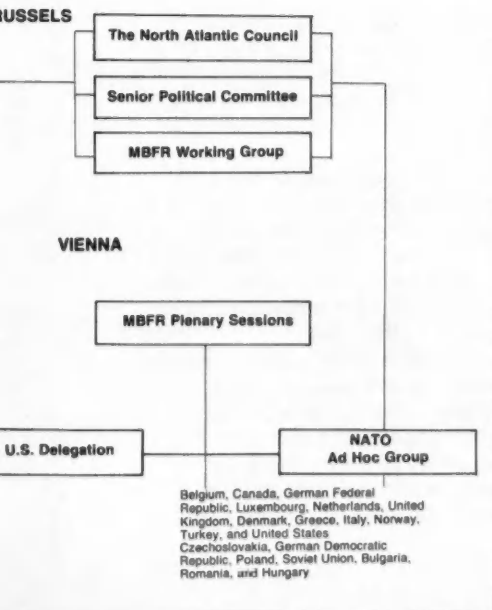 RUSSELS
The North Atlantic Council
Senior Political Committee
MBFR Working Group
VIENNA
MBFR Plenary Sessions
U.S. Delegation
NATO
Ad Hoc Group
Belgium, Canada, German Federal
Republic, Luxembourg, Netherlands, United
Kingdom, Denmark, Greece, Italy, Norway,
Turkey, and United States
Czechoslovakia, German Democratic
Republic, Poland, Soviet Union, Bulgaria,
Romania, and Hungary